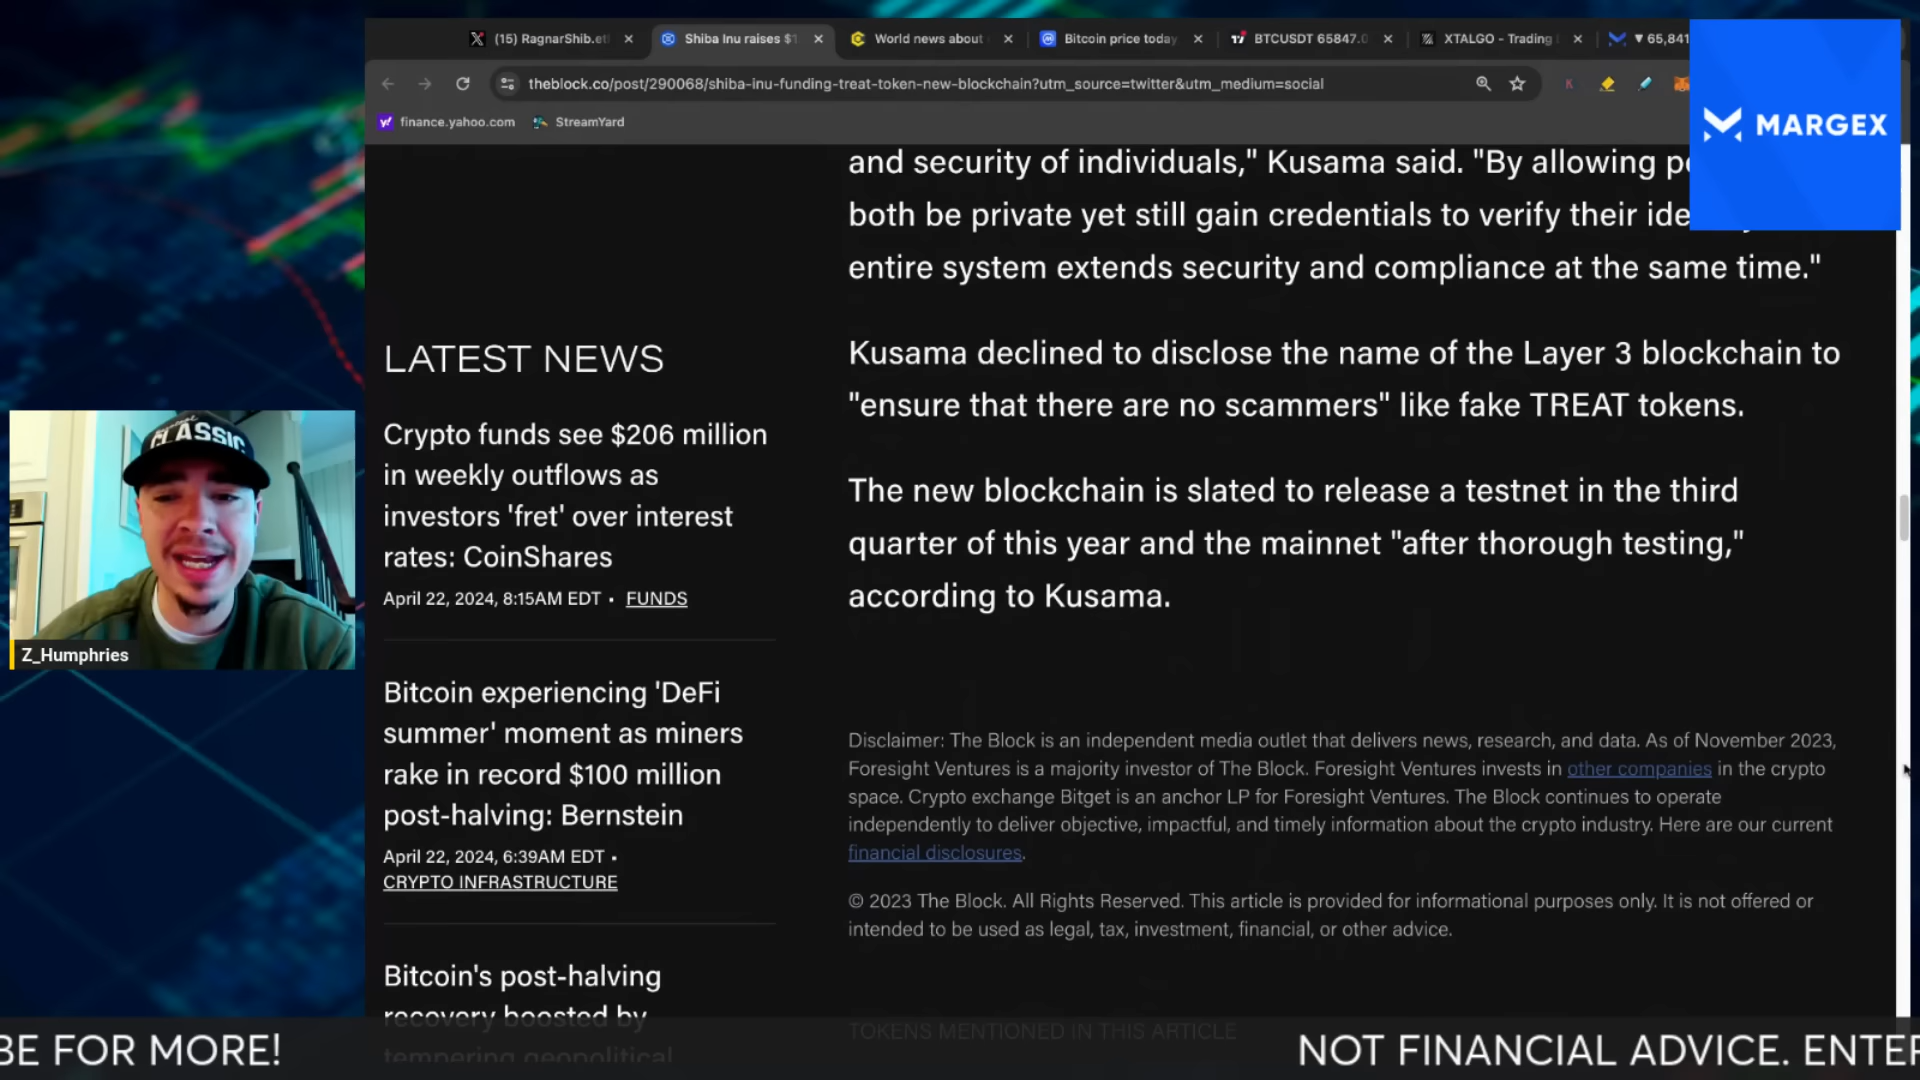 (15) RagnarShib.et
Shiba Inu raises $1
World news about
Bitcoin price today
BTCUSDT 65847.0
XTALGO - Trading
▼ 65,841
theblock.co/post/290068/shiba-inu-funding-treat-token-new-blockchain?utm_source=twitter&utm_medium=social
finance.yahoo.com
StreamYard
MARGEX
and security of individuals," Kusama said. "By allowing
both be private yet still gain credentials to verify their
entire system extends security and compliance at the same time."
Kusama declined to disclose the name of the Layer 3 blockchain to
"ensure that there are no scammers" like fake TREAT tokens.
The new blockchain is slated to release a testnet in the third
quarter of this year and the mainnet "after thorough testing,"
according to Kusama.
LATEST NEWS
Crypto funds see $206 million
in weekly outflows as
investors 'fret' over interest
rates: CoinShares
April 22, 2024, 8:15AM EDT • FUNDS
Bitcoin experiencing 'DeFi
summer' moment as miners
rake in record $100 million
post-halving: Bernstein
April 22, 2024, 6:39AM EDT •
CRYPTO INFRASTRUCTURE
Bitcoin's post-halving
recovery boosted by
tempering geopolitical
CLASSIC
Z_Humphries
Disclaimer: The Block is an independent media outlet that delivers news, research, and data. As of November 2023,
Foresight Ventures is a majority investor of The Block. Foresight Ventures invests in other companies in the crypto
space. Crypto exchange Bitget is an anchor LP for Foresight Ventures. The Block continues to operate
independently to deliver objective, impactful, and timely information about the crypto industry. Here are our current
financial disclosures.
© 2023 The Block. All Rights Reserved. This article is provided for informational purposes only. It is not offered or
intended to be used as legal, tax, investment, financial, or other advice.
TOKENS MENTIONED IN THIS ARTICLE
BE FOR MORE!
NOT FINANCIAL ADVICE. ENTER